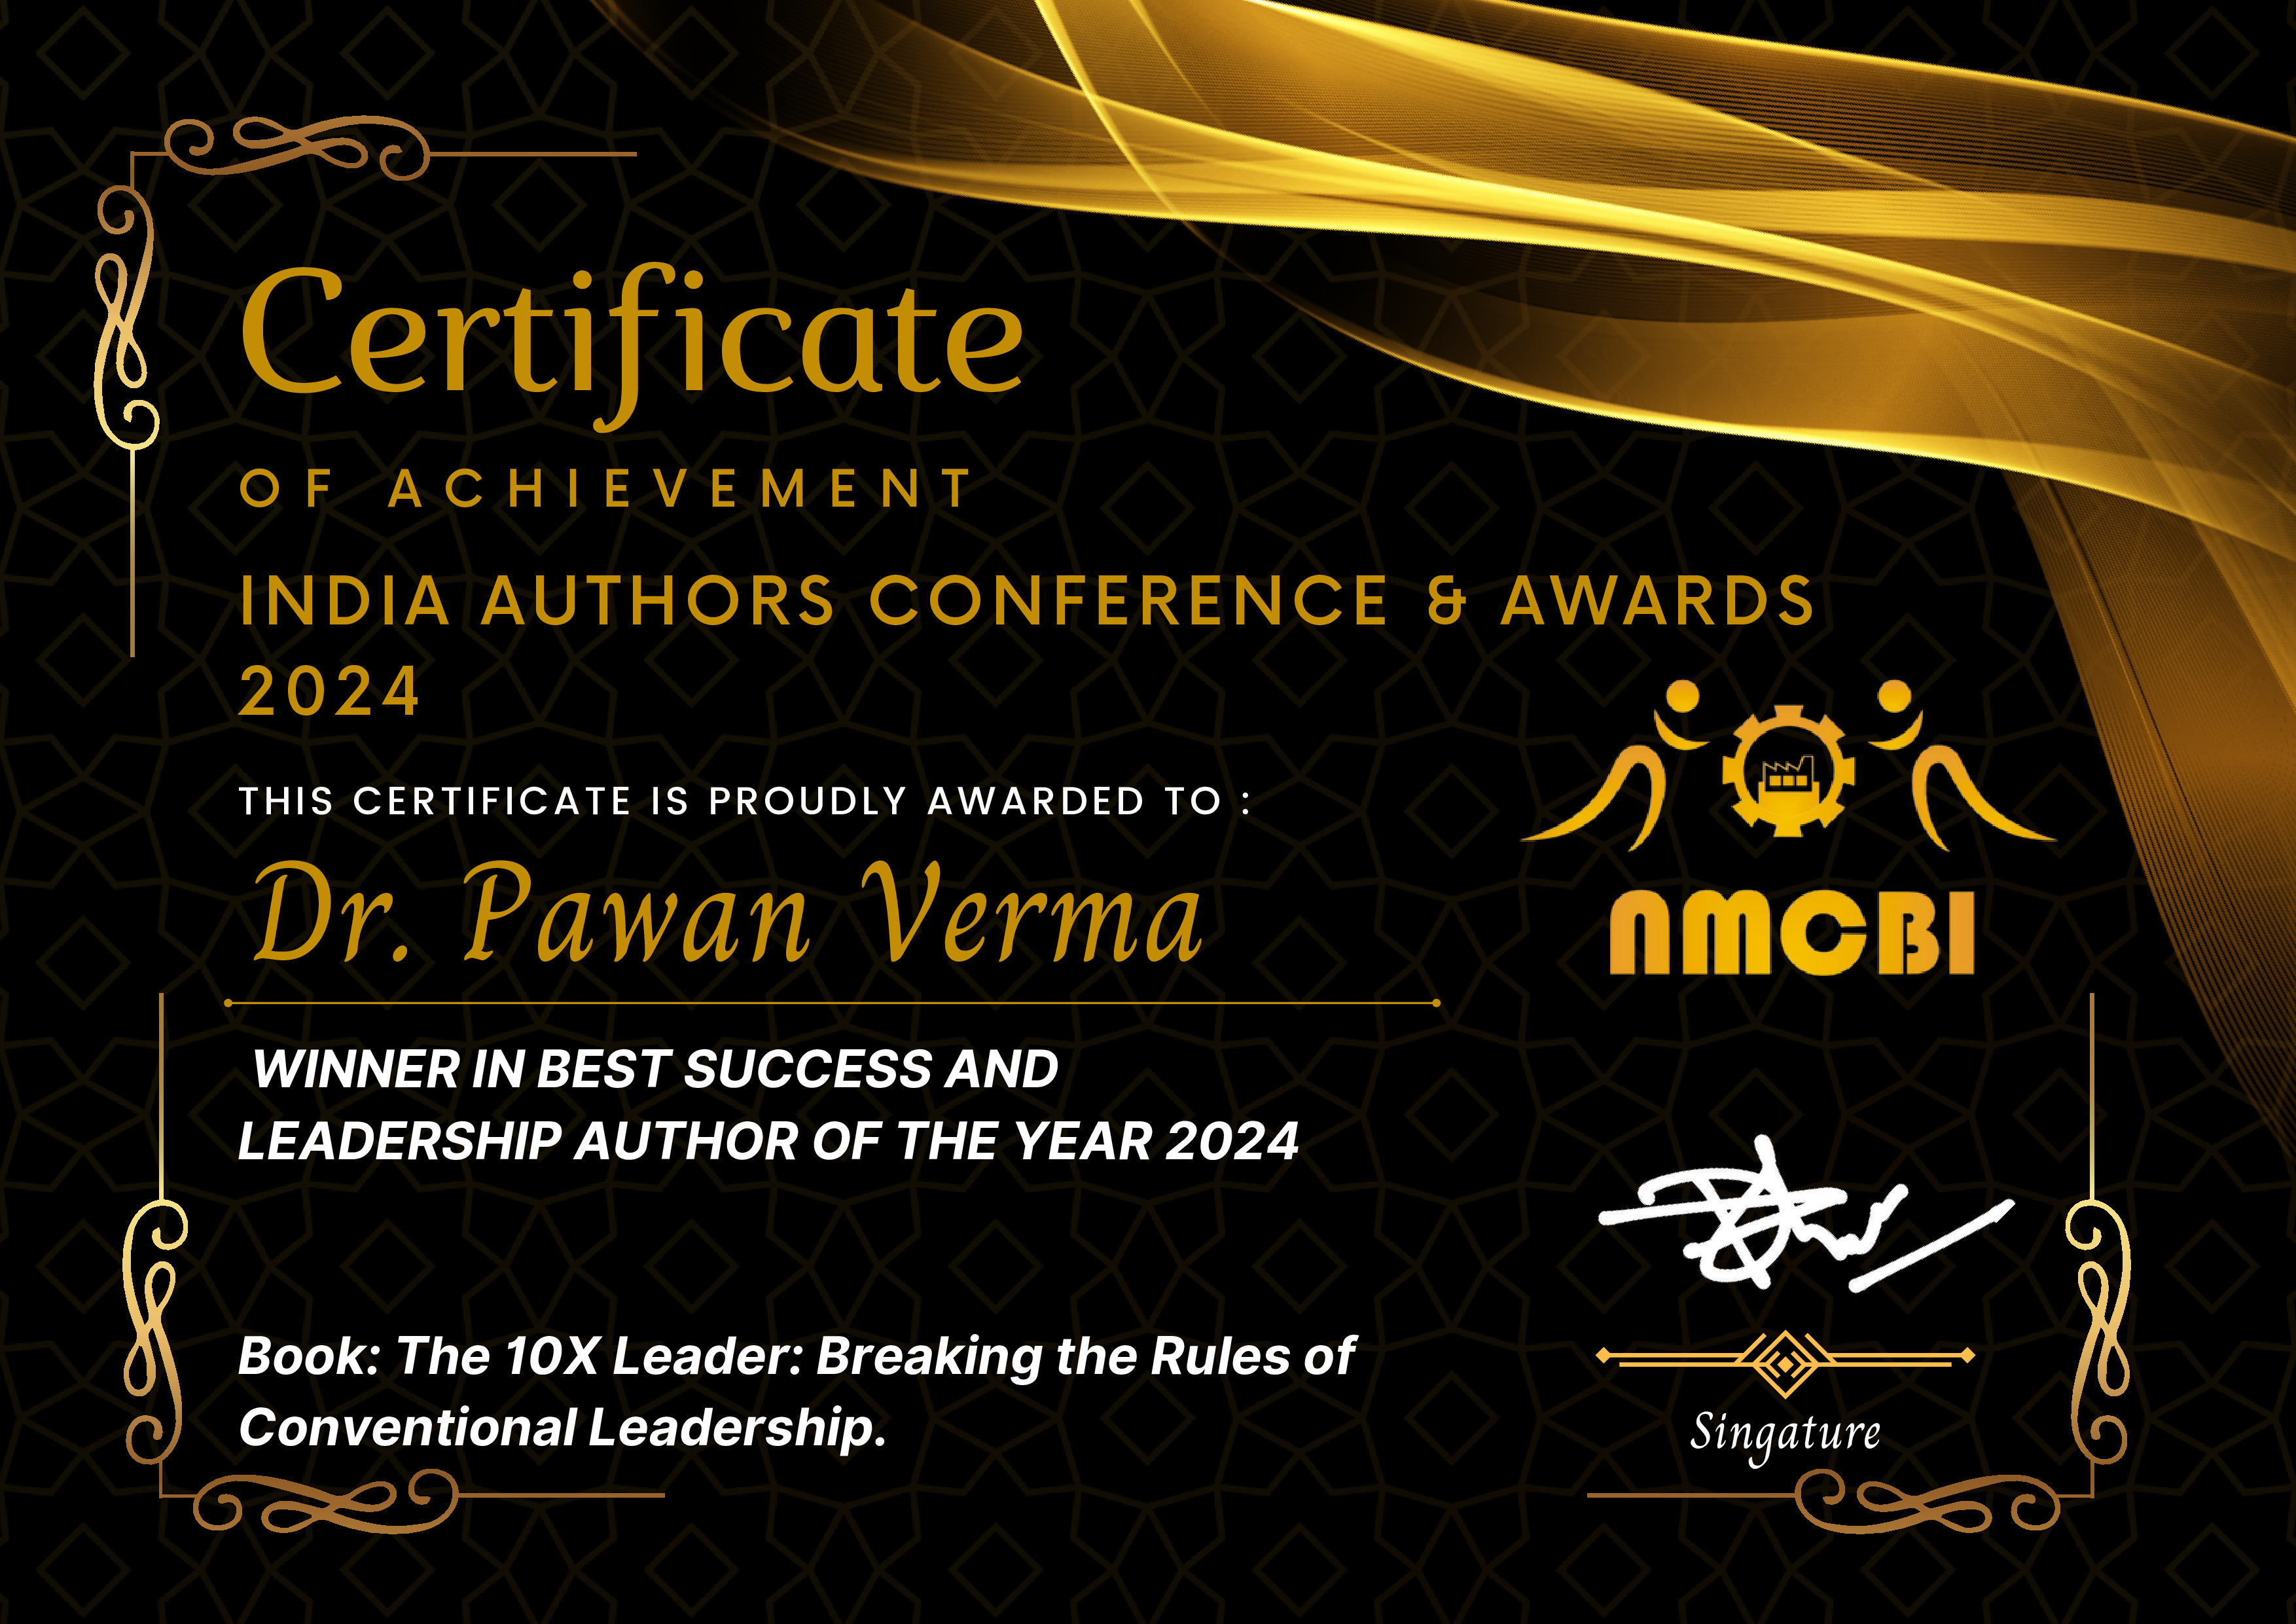 Certificate
OF ACHIEVEMENT
INDIA AUTHORS CONFERENCE & AWARDS
2024
THIS CERTIFICATE IS PROUDLY AWARDED TO :
Dr. Pawan Verma
NMCBI
WINNER IN BEST SUCCESS AND
LEADERSHIP AUTHOR OF THE YEAR 2024
Book: The 10X Leader: Breaking the Rules of
Conventional Leadership.
Singature